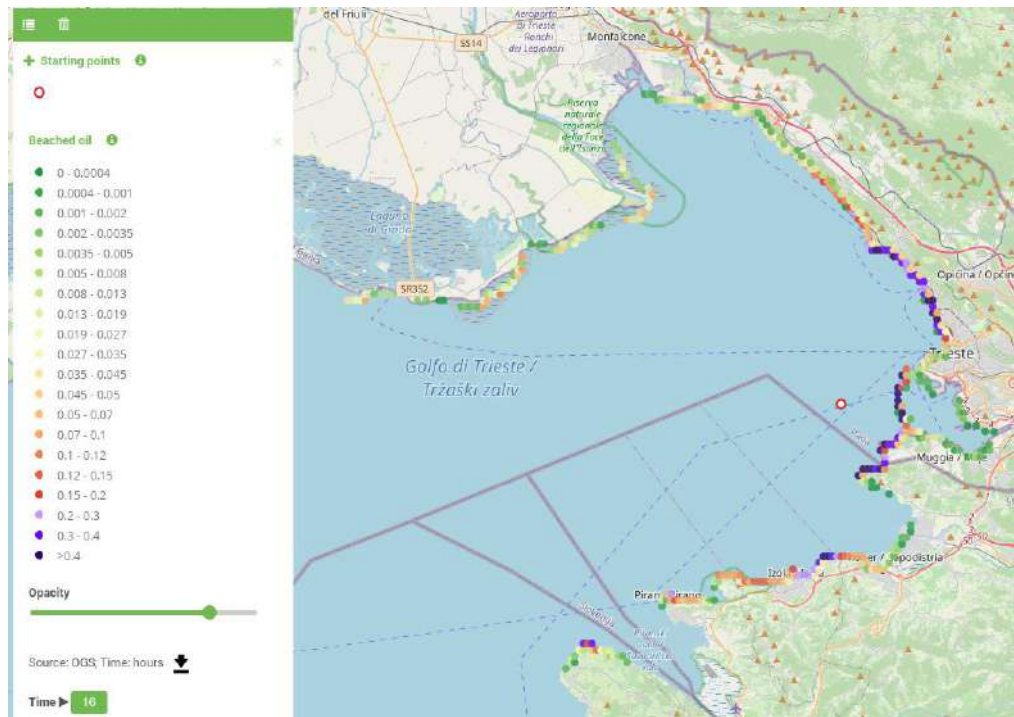 Starting points
Beached oil
0 - 0.0004
0.0004 - 0.001
0.001 - 0.002
0.002 - 0.0035
0.0035 - 0.005
0.005 - 0.008
0.008 - 0.013
0.013 - 0.019
0.019 - 0.027
0.027 - 0.035
0.035 - 0.045
0.045 - 0.05
0.05 - 0.07
0.07 - 0.1
0.1 - 0.12
0.12 - 0.15
0.15 - 0.2
0.2 - 0.3
0.3 - 0.4
>0.4
Opacity
Source: OGS; Time: hours
Time
16
del Friuli
Aeroporto
di Trieste
Ronchi
dei Legionari
SS14
Monfalcone
Riserva
naturale
regionale
della Foce
dell'Isonzo
Laguna
di Grado
SR352
Opicina / Opčin
Trieste
Golfo di Trieste /
Tržaški zaliv
Muggia /
Piran